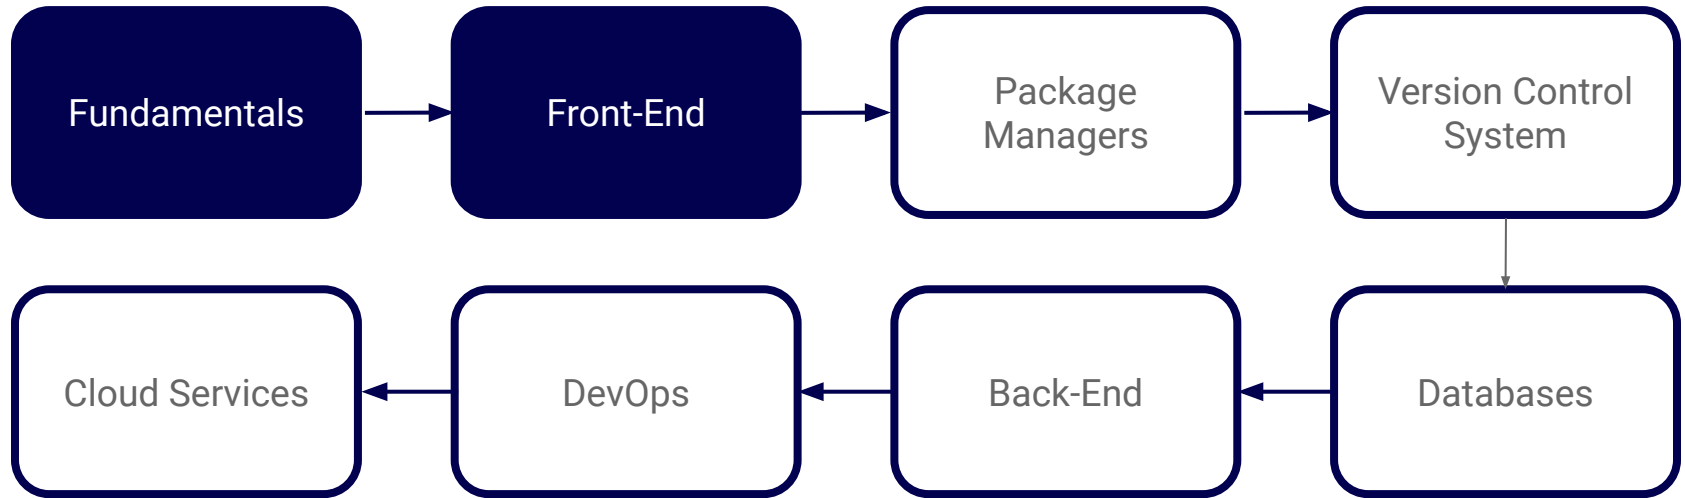 Fundamentals
Front-End
Package
Managers
Version Control
System
Cloud Services
DevOps
Back-End
Databases